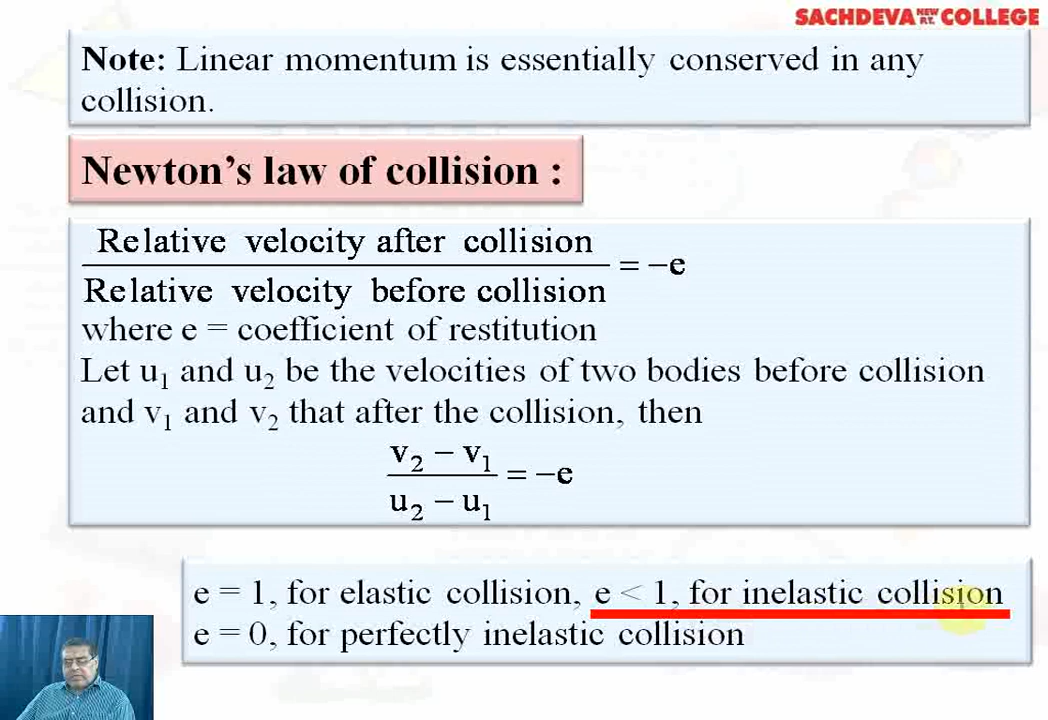 SACHDEVA NEW P.T. COLLEGE
Note: Linear momentum is essentially conserved in any
collision.
Newton's law of collision :
Relative velocity after collision
Relative velocity before collision
= −e
where e = coefficient of restitution
Let u₁ and u₂ be the velocities of two bodies before collision
and v₁ and v₂ that after the collision, then
v₂ − v₁
u₂ − u₁
= −e
e = 1, for elastic collision, e < 1, for inelastic collision
e = 0, for perfectly inelastic collision